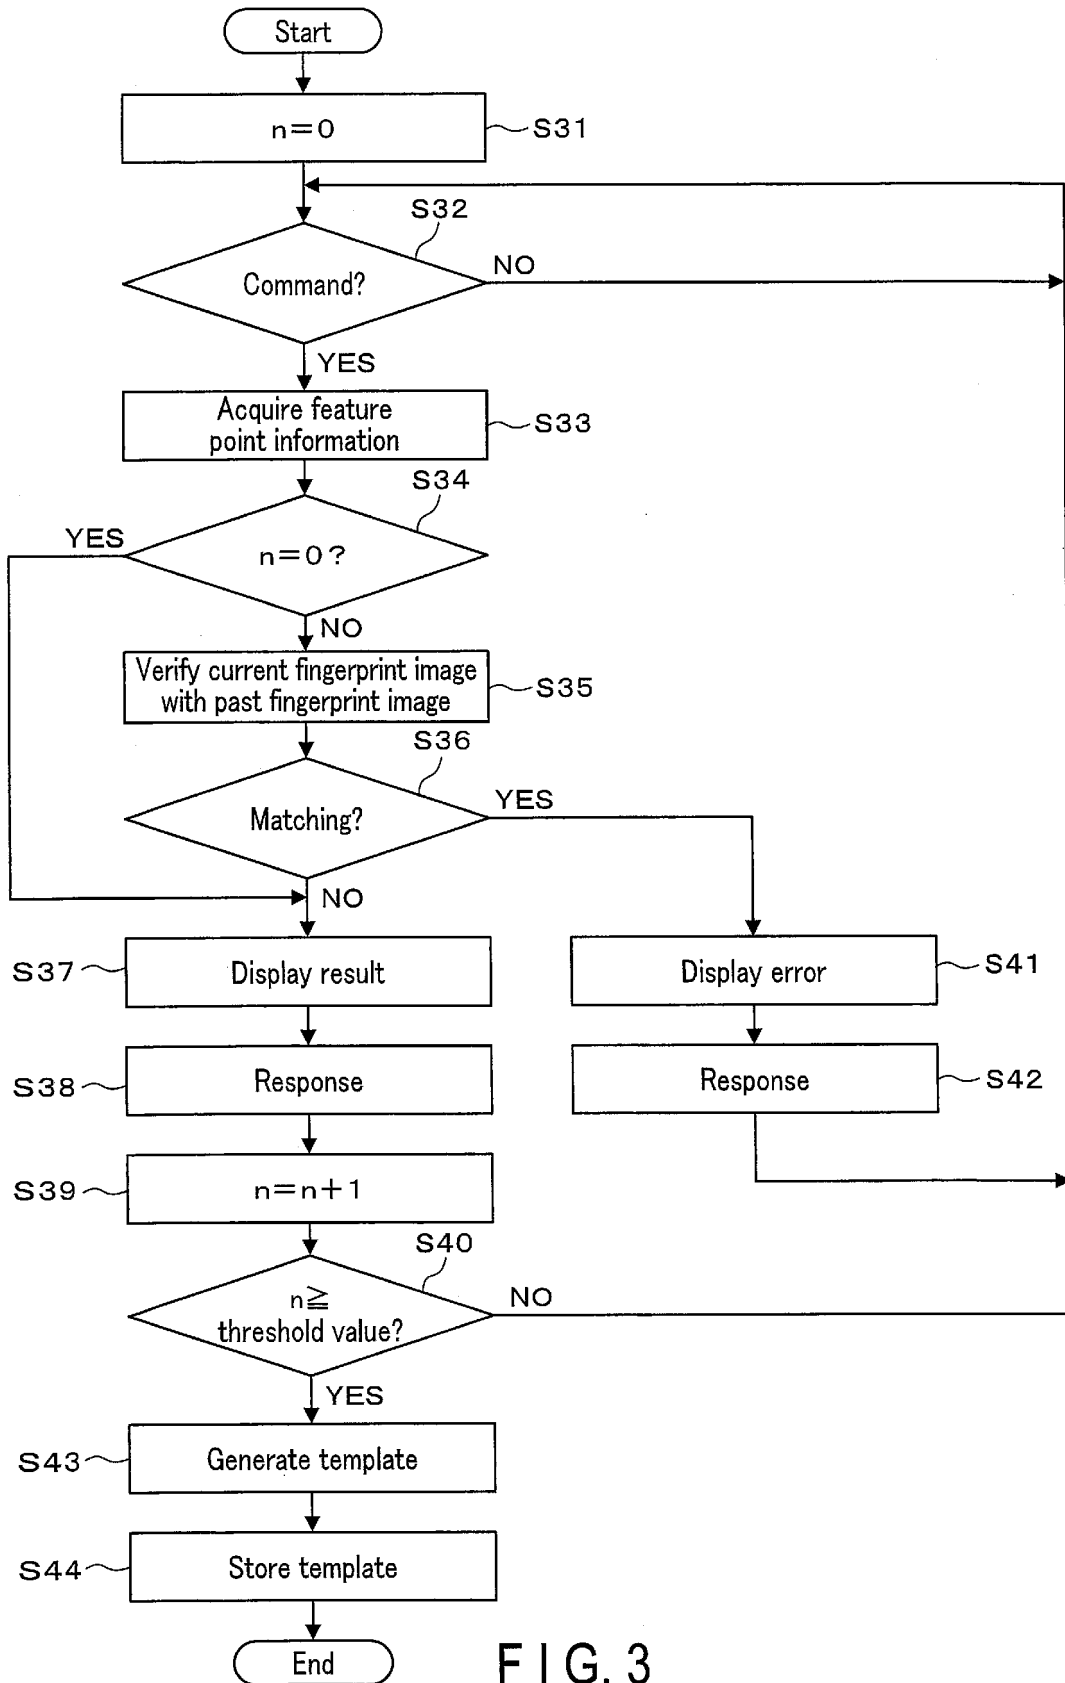 Start
n=0
S31
S32
Command?
NO
YES
Acquire feature
point information
S33
S34
YES
n=0?
NO
Verify current fingerprint image
with past fingerprint image
S35
S36
Matching?
YES
NO
S37
Display result
Display error
S41
S38
Response
Response
S42
S39
n=n+1
S40
n≧
threshold value?
NO
YES
S43
Generate template
S44
Store template
End
FIG. 3